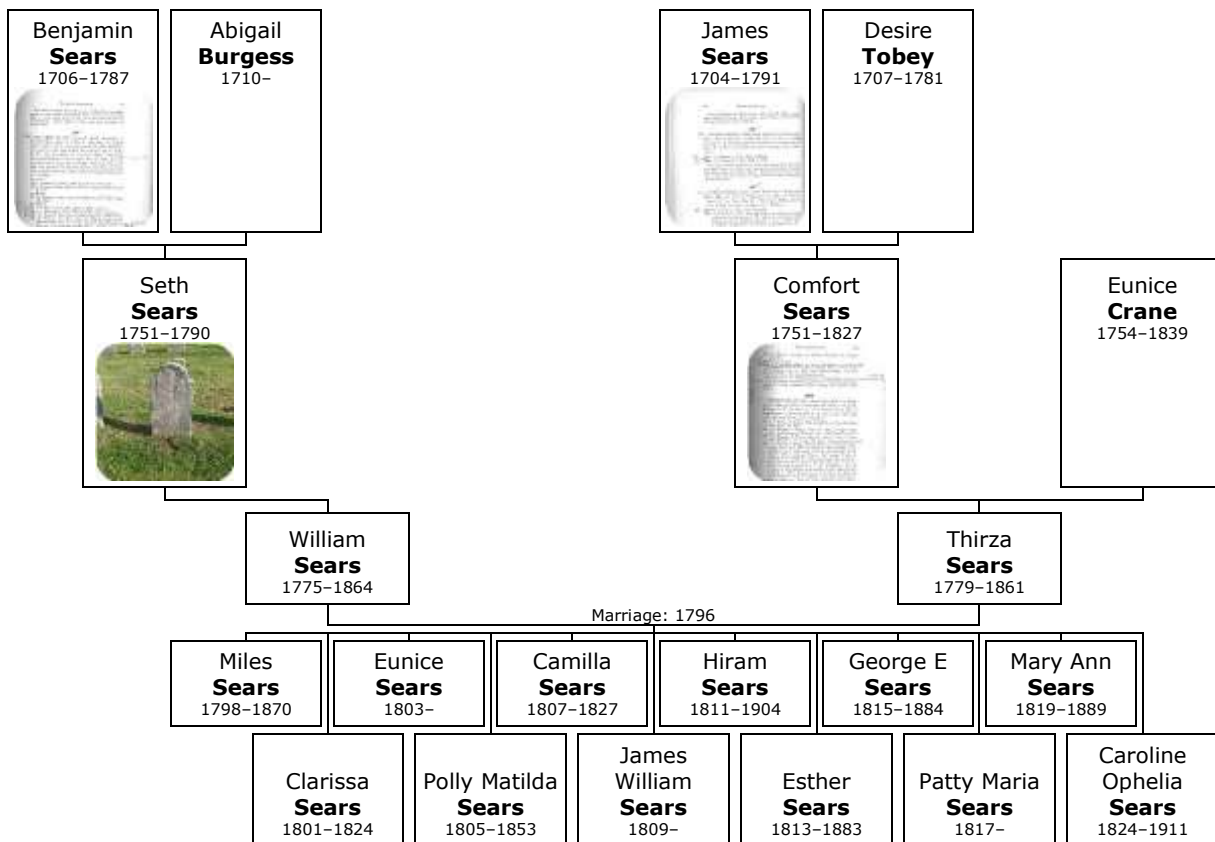 Benjamin
Sears
1706–1787
Abigail
Burgess
1710–
James
Sears
1704–1791
Desire
Tobey
1707–1781
Seth
Sears
1751–1790
Comfort
Sears
1751–1827
Eunice
Crane
1754–1839
William
Sears
1775–1864
Thirza
Sears
1779–1861
Marriage: 1796
Miles
Sears
1798–1870
Eunice
Sears
1803–
Camilla
Sears
1807–1827
Hiram
Sears
1811–1904
George E
Sears
1815–1884
Mary Ann
Sears
1819–1889
Clarissa
Sears
1801–1824
Polly Matilda
Sears
1805–1853
James
William
Sears
1809–
Esther
Sears
1813–1883
Patty Maria
Sears
1817–
Caroline
Ophelia
Sears
1824–1911